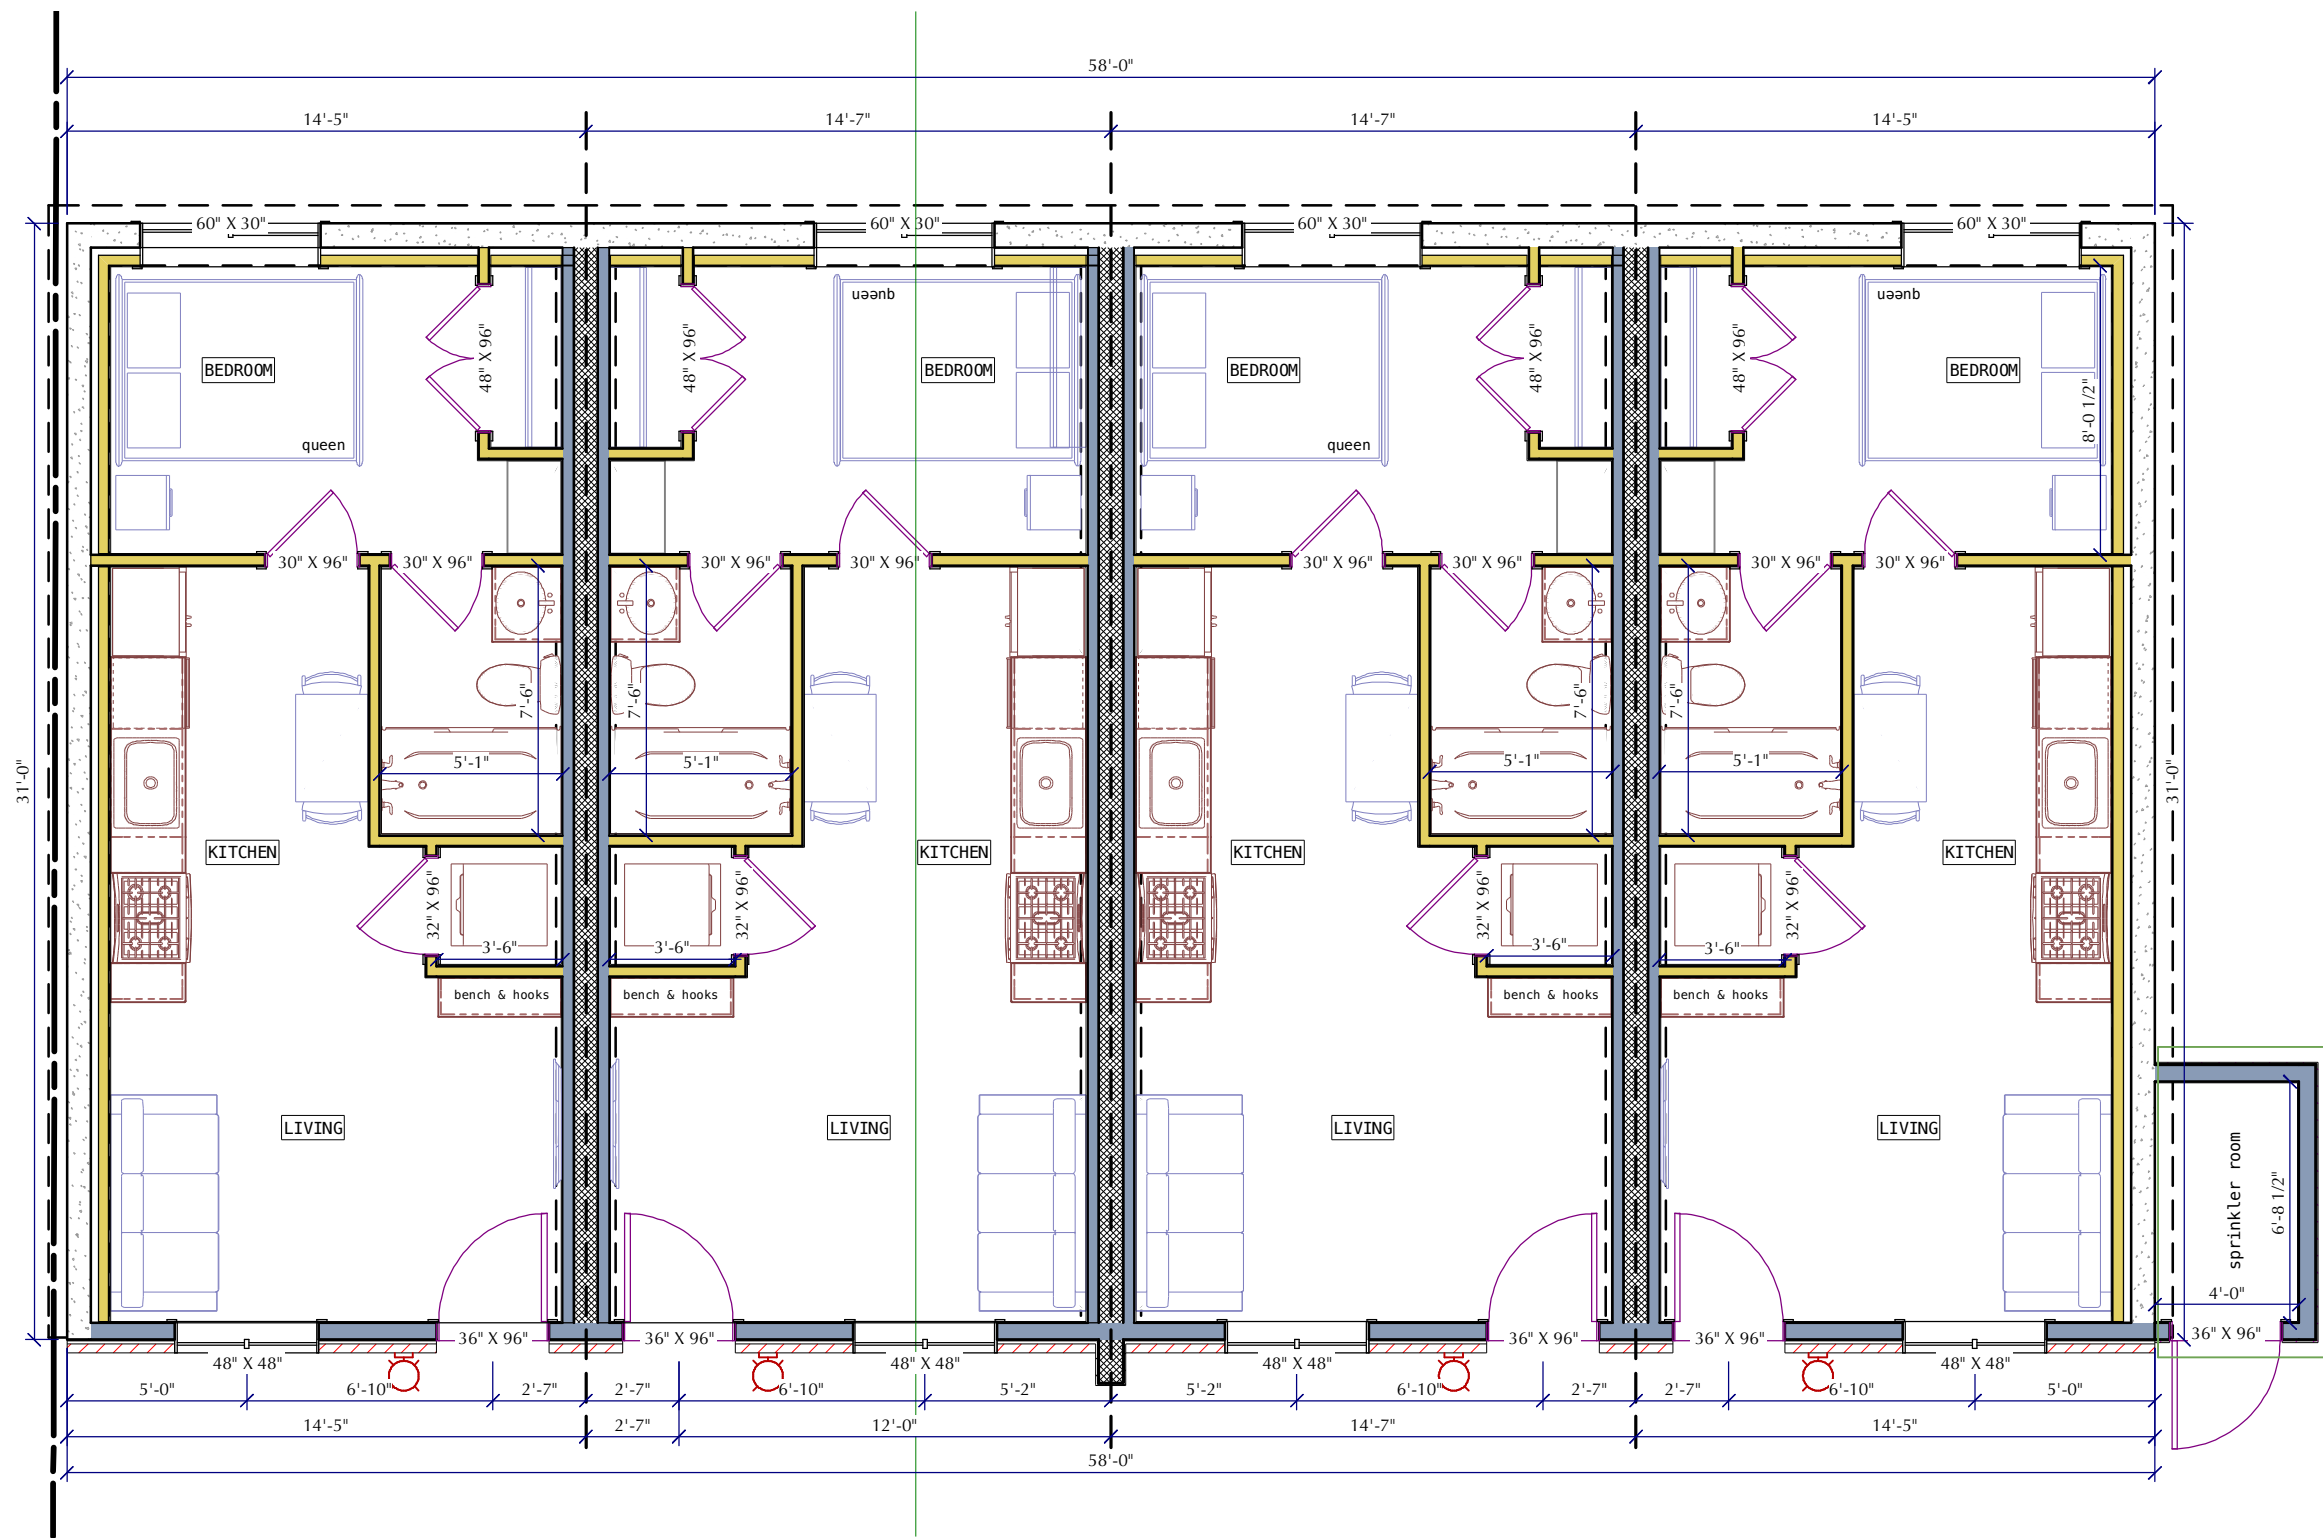 58'-0"
14'-5" 14'-7" 14'-7" 14'-5"
60" X 30" 60" X 30" 60" X 30" 60" X 30"
queen queen
48" X 96" 48" X 96" 48" X 96" 48" X 96"
BEDROOM BEDROOM BEDROOM BEDROOM
8'-0 1/2"
queen queen
30" X 96" 30" X 96" 30" X 96" 30" X 96" 30" X 96" 30" X 96" 30" X 96" 30" X 96"
7'-6" 7'-6" 7'-6" 7'-6"
5'-1" 5'-1" 5'-1" 5'-1"
31'-0" 31'-0"
KITCHEN KITCHEN KITCHEN KITCHEN
32" X 96" 32" X 96" 32" X 96" 32" X 96"
3'-6" 3'-6" 3'-6" 3'-6"
bench & hooks bench & hooks bench & hooks bench & hooks
LIVING LIVING LIVING LIVING
sprinkler room
6'-8 1/2"
4'-0"
36" X 96" 36" X 96" 36" X 96" 36" X 96" 36" X 96"
48" X 48" 48" X 48" 48" X 48" 48" X 48"
5'-0" 6'-10" 2'-7" 2'-7" 6'-10" 5'-2" 5'-2" 6'-10" 2'-7" 2'-7" 6'-10" 5'-0"
14'-5" 2'-7" 12'-0" 14'-7" 14'-5"
58'-0"